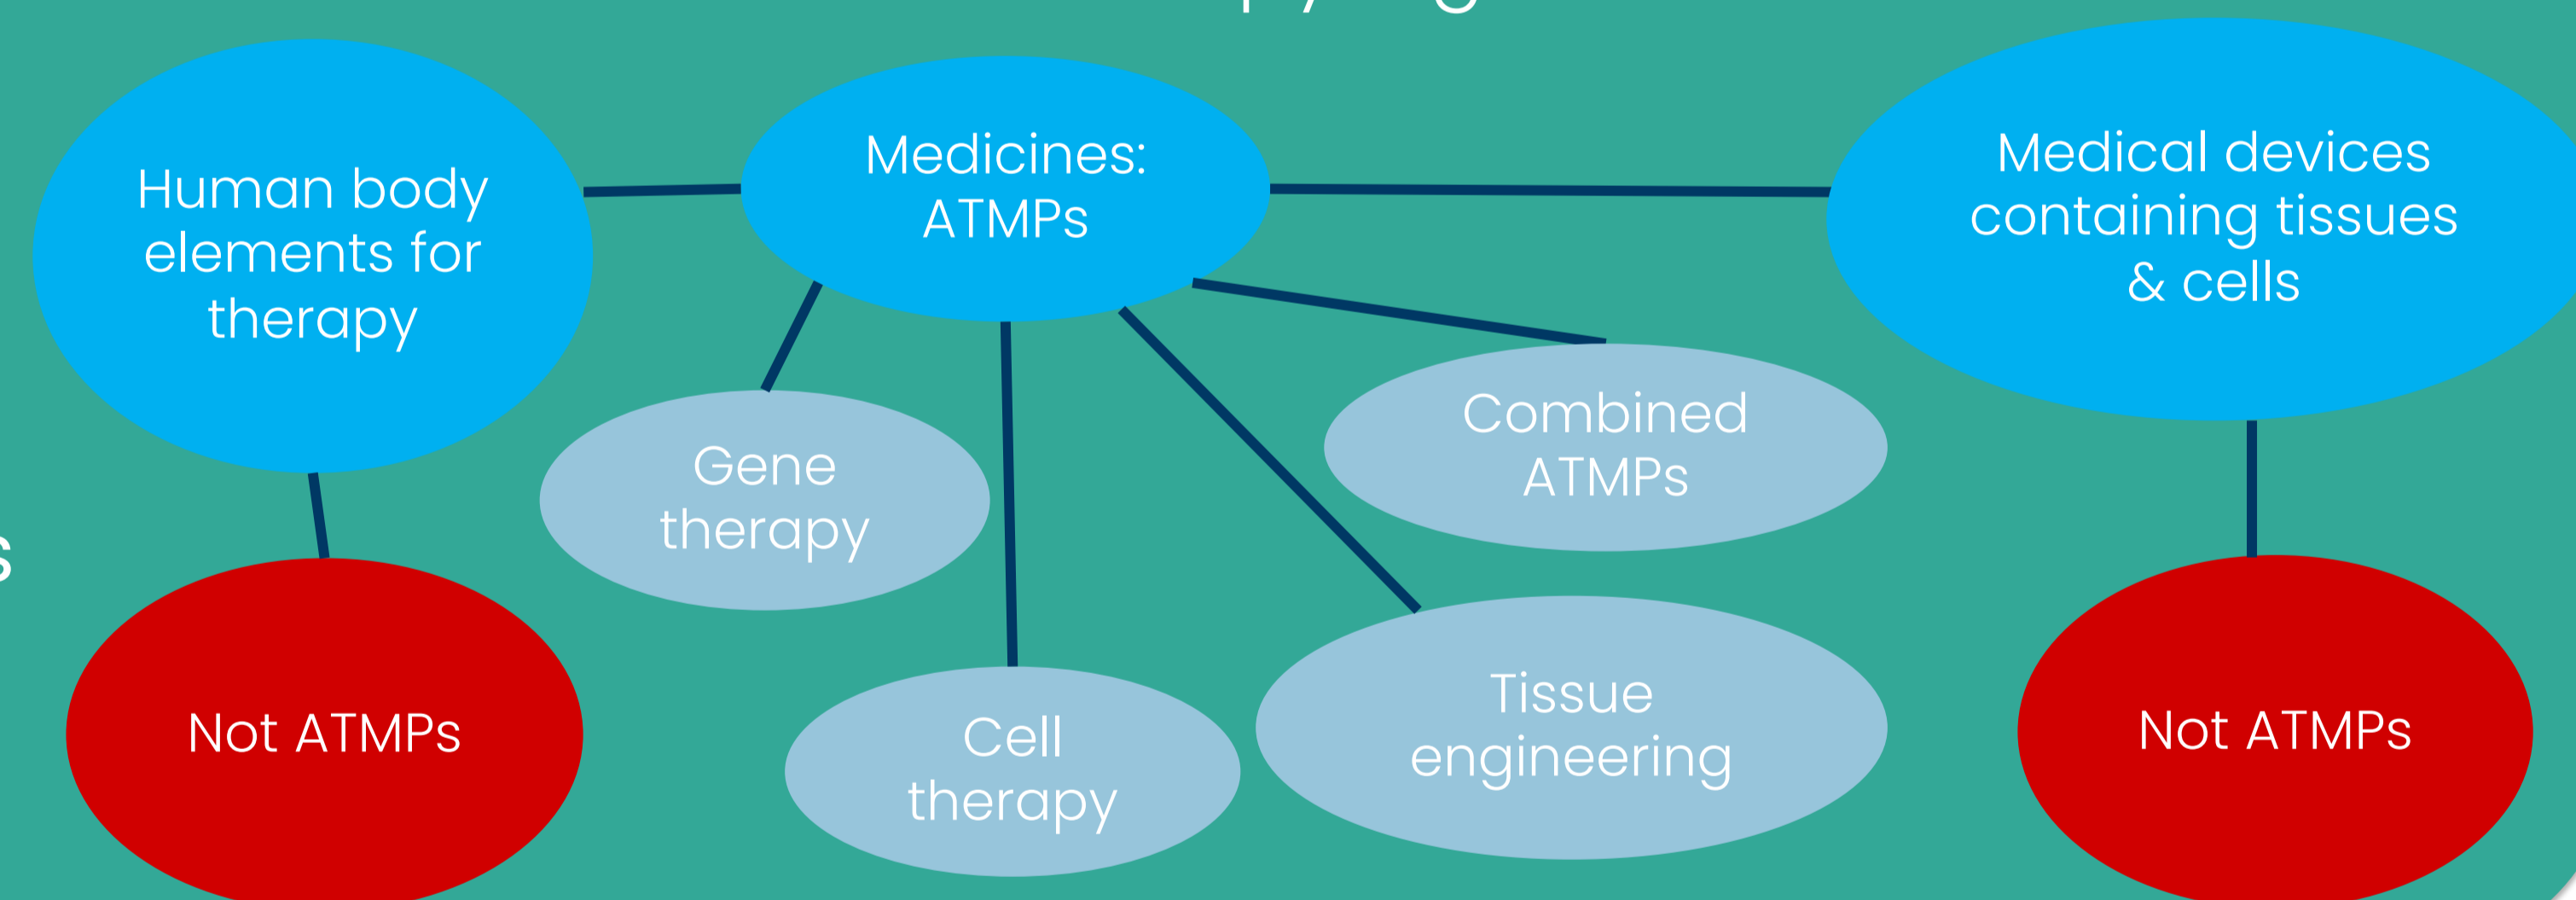 Human body
elements for
therapy
Medicines:
ATMPs
Medical devices
containing tissues
& cells
Gene
therapy
Combined
ATMPs
Cell
therapy
Tissue
engineering
Not ATMPs
Not ATMPs